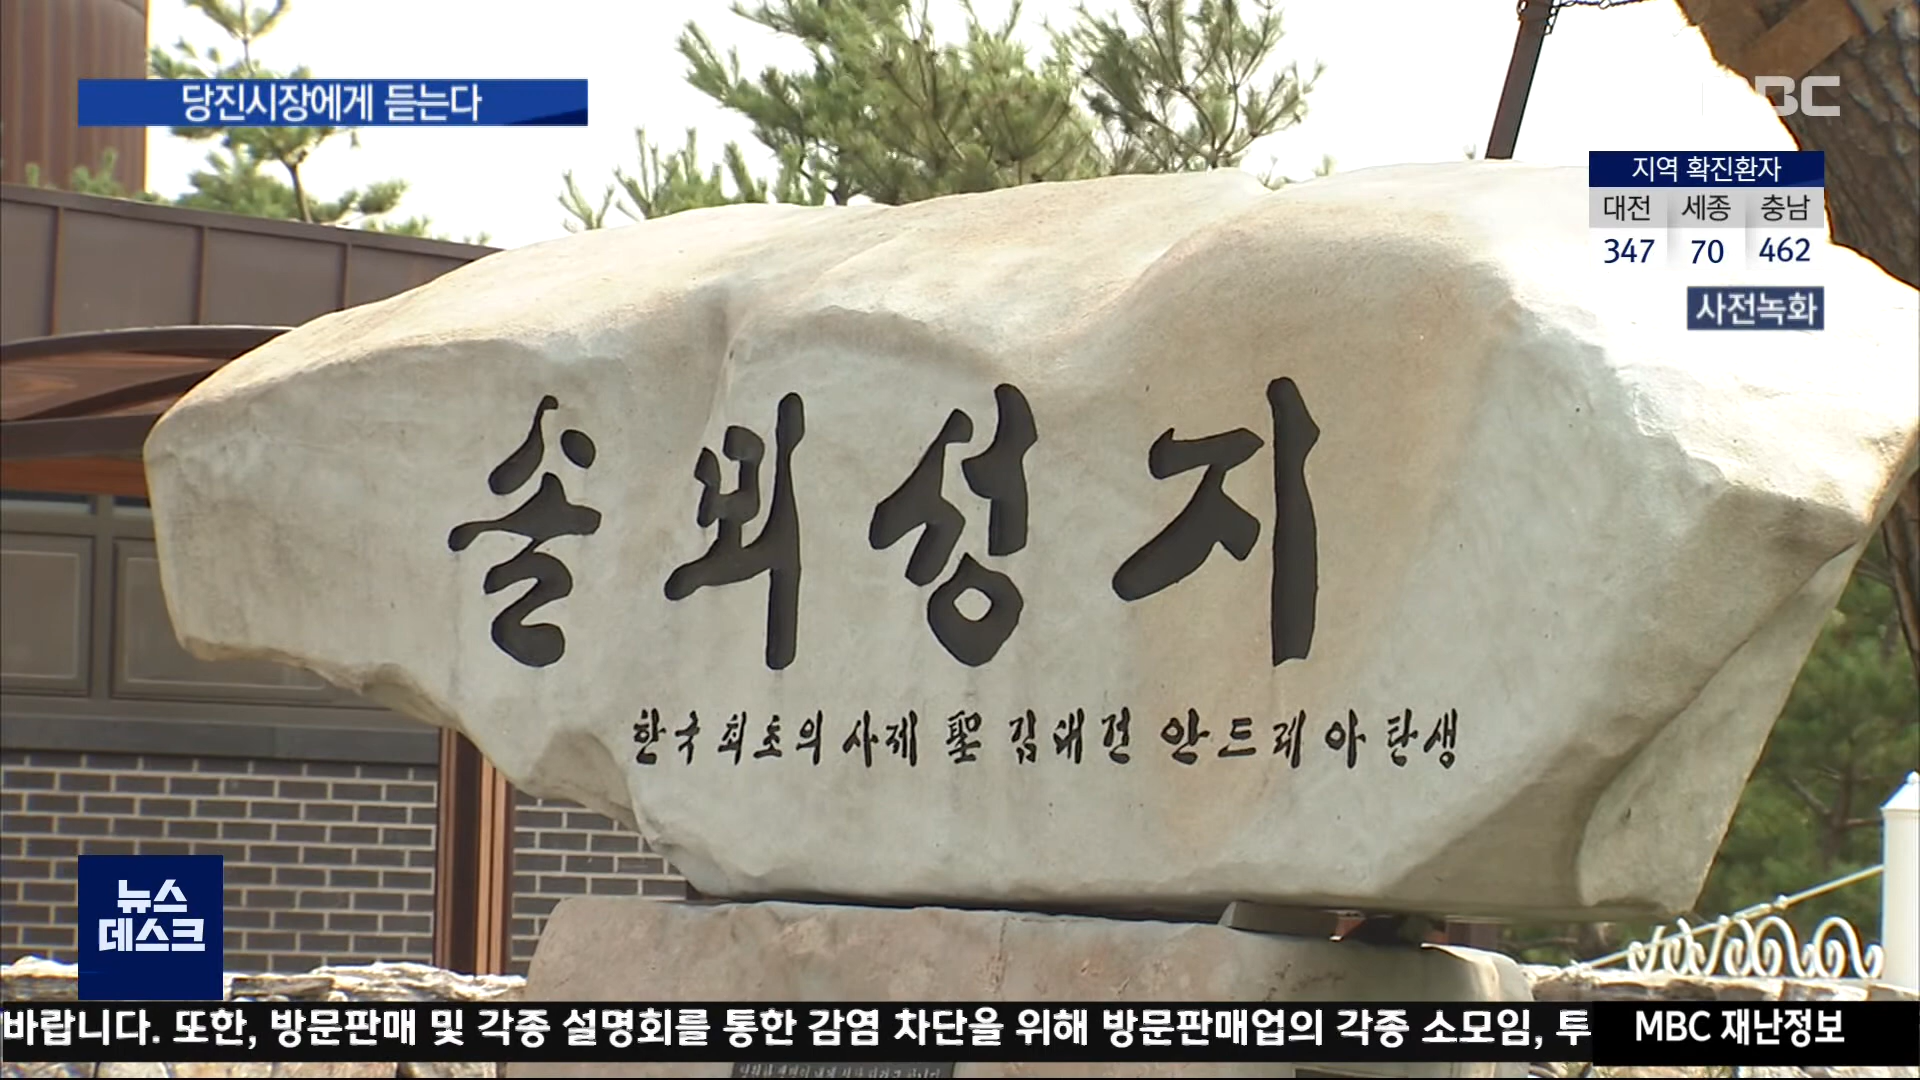 당진시장에게 듣는다
MBC
지역 확진환자
대전 세종 충남
347 70 462
사전녹화
솔뫼성지
한국 최초의 사제 聖 김대건 안드레아 탄생
뉴스
데스크
바랍니다. 또한, 방문판매 및 각종 설명회를 통한 감염 차단을 위해 방문판매업의 각종 소모임, 투
MBC 재난정보